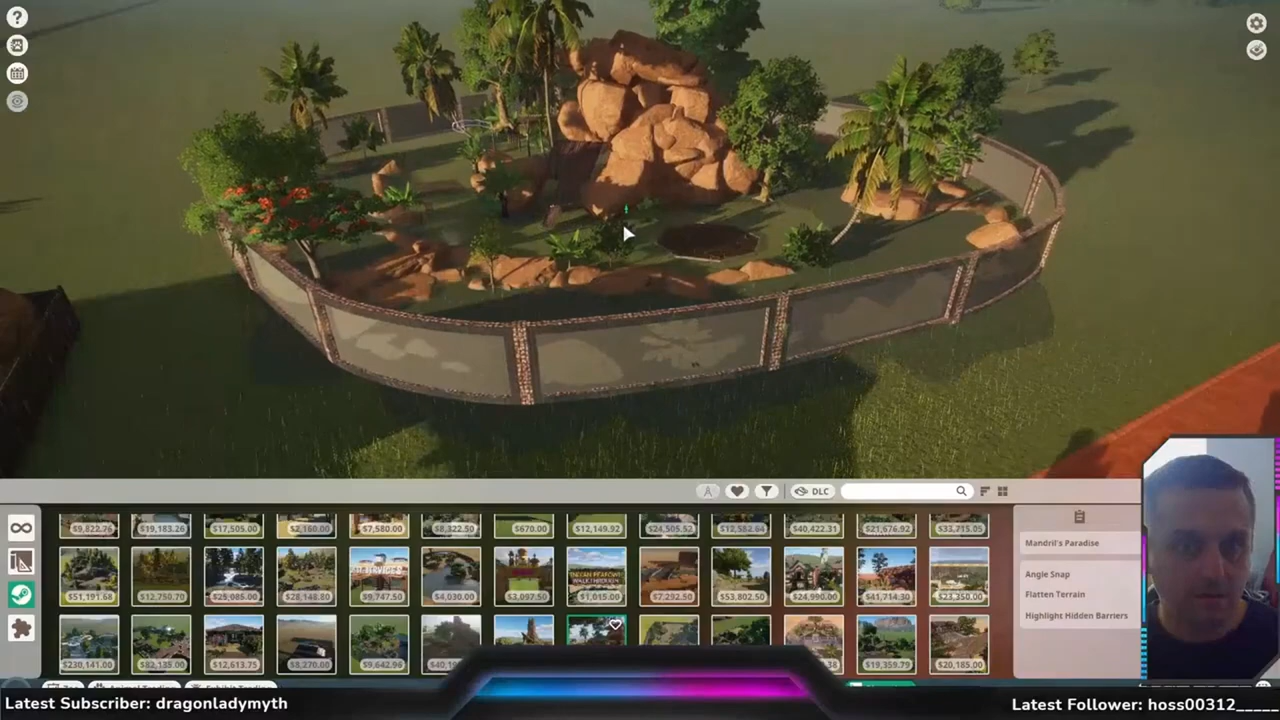 ?
DLC
$9,822.76 $19,183.26 $17,505.00 $2,160.00 $7,580.00 $8,322.50 $670.00 $12,149.92 $24,505.52 $12,582.64 $40,422.31 $21,676.92 $33,715.05
$51,191.68 $12,750.70 $25,085.00 $28,148.80 $9,747.50 $4,030.00 $3,097.50 $1,015.00 $7,292.50 $53,802.50 $24,990.00 $41,714.30 $23,350.00
$230,141.00 $82,135.00 $12,613.75 $8,270.00 $9,642.96 $19,359.79 $20,185.00
Mandril's Paradise
Angle Snap
Flatten Terrain
Highlight Hidden Barriers
Latest Subscriber: dragonladymyth
Latest Follower: hoss00312_____